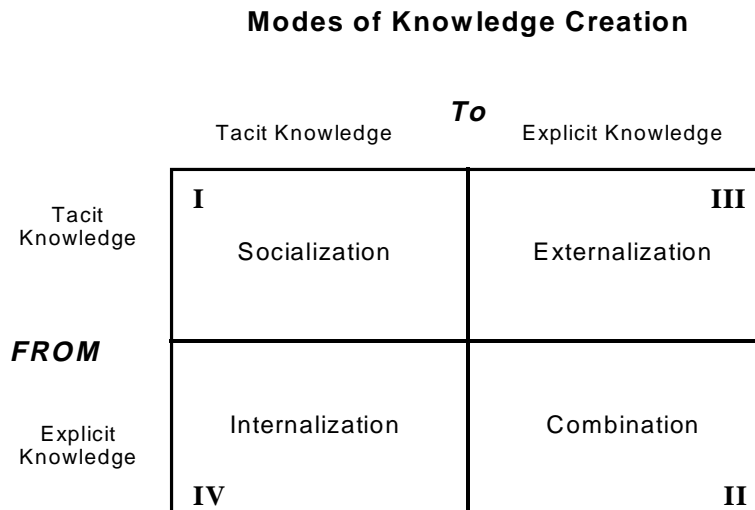 Modes of Knowledge Creation
To
Tacit Knowledge
Explicit Knowledge
I
III
Tacit
Knowledge
Socialization
Externalization
FROM
Internalization
Combination
Explicit
Knowledge
IV
II